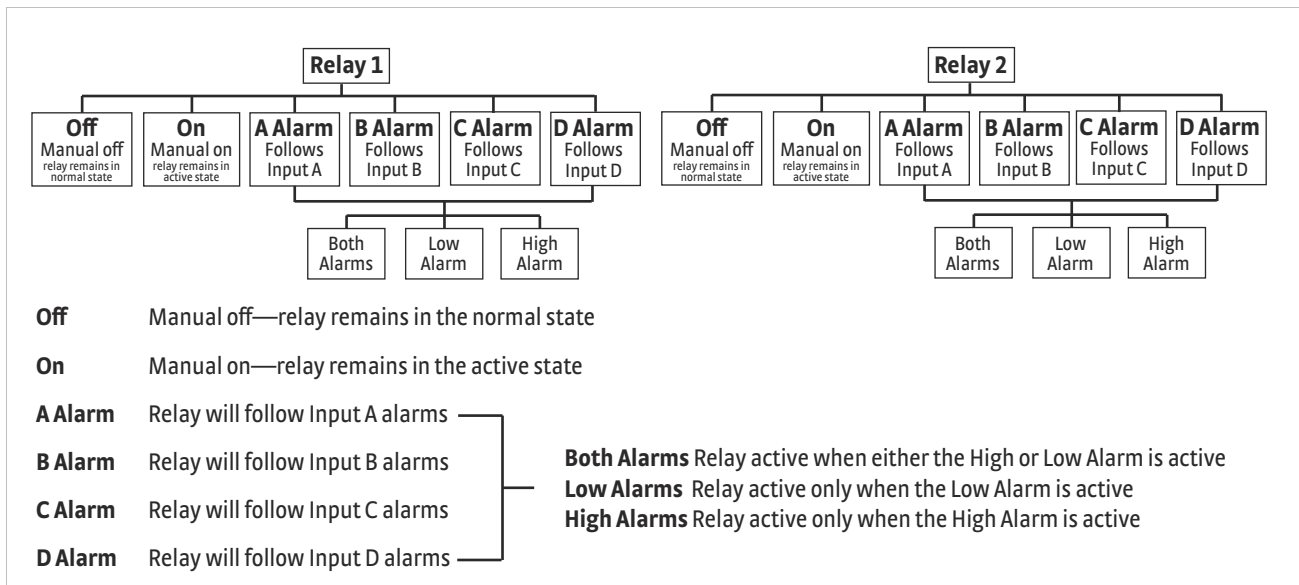 Relay 1
Off
Manual off
relay remains in
normal state
On
Manual on
relay remains in
active state
A Alarm
Follows
Input A
B Alarm
Follows
Input B
C Alarm
Follows
Input C
D Alarm
Follows
Input D
Both
Alarms
Low
Alarm
High
Alarm
Relay 2
Off
Manual off
relay remains in
normal state
On
Manual on
relay remains in
active state
A Alarm
Follows
Input A
B Alarm
Follows
Input B
C Alarm
Follows
Input C
D Alarm
Follows
Input D
Both
Alarms
Low
Alarm
High
Alarm
Off Manual off—relay remains in the normal state
On Manual on—relay remains in the active state
A Alarm Relay will follow Input A alarms
B Alarm Relay will follow Input B alarms
C Alarm Relay will follow Input C alarms
D Alarm Relay will follow Input D alarms
Both Alarms Relay active when either the High or Low Alarm is active
Low Alarms Relay active only when the Low Alarm is active
High Alarms Relay active only when the High Alarm is active